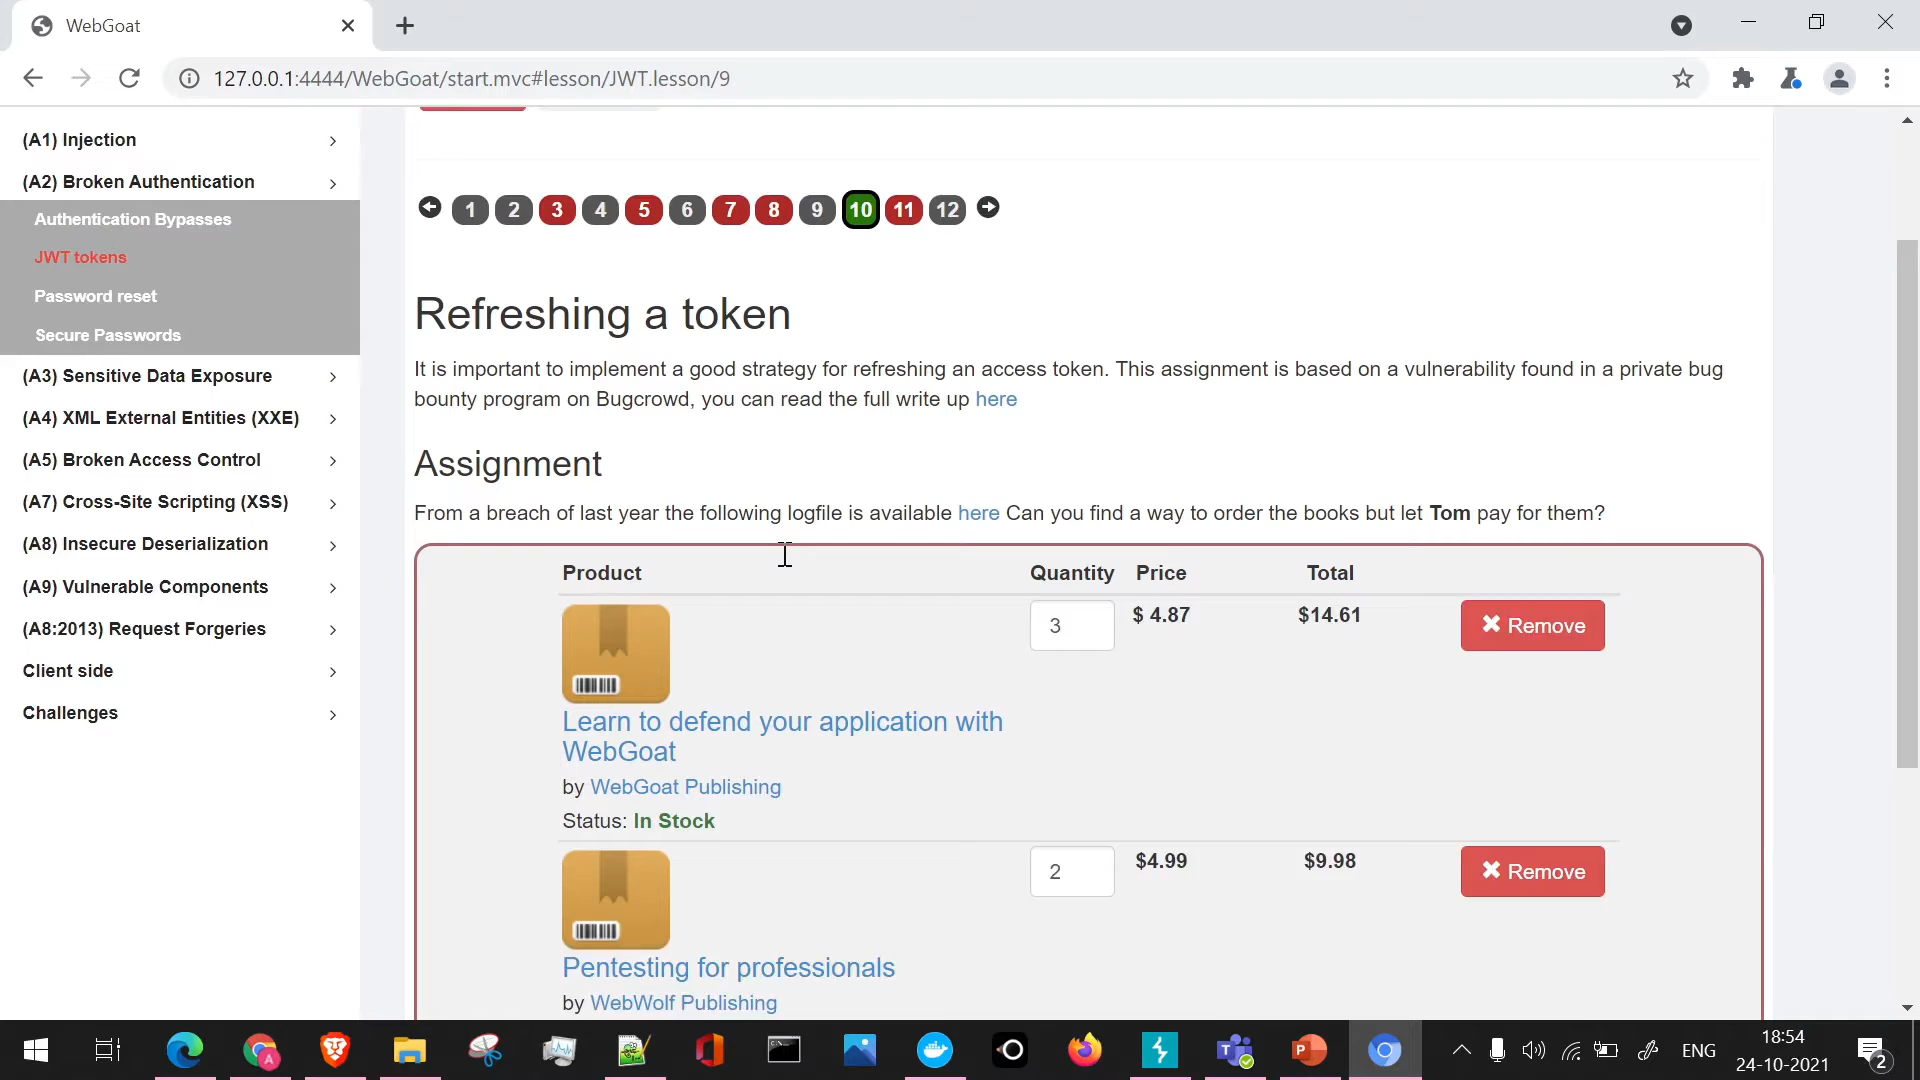 WebGoat
127.0.0.1:4444/WebGoat/start.mvc#lesson/JWT.lesson/9
(A1) Injection
(A2) Broken Authentication
Authentication Bypasses
JWT tokens
Password reset
Secure Passwords
(A3) Sensitive Data Exposure
(A4) XML External Entities (XXE)
(A5) Broken Access Control
(A7) Cross-Site Scripting (XSS)
(A8) Insecure Deserialization
(A9) Vulnerable Components
(A8:2013) Request Forgeries
Client side
Challenges
1 2 3 4 5 6 7 8 9 10 11 12
Refreshing a token
It is important to implement a good strategy for refreshing an access token. This assignment is based on a vulnerability found in a private bug
bounty program on Bugcrowd, you can read the full write up here
Assignment
From a breach of last year the following logfile is available here Can you find a way to order the books but let Tom pay for them?
Product Quantity Price Total
3 $ 4.87 $14.61 Remove
Learn to defend your application with
WebGoat
by WebGoat Publishing
Status: In Stock
2 $4.99 $9.98 Remove
Pentesting for professionals
by WebWolf Publishing
ENG
18:54
24-10-2021
2